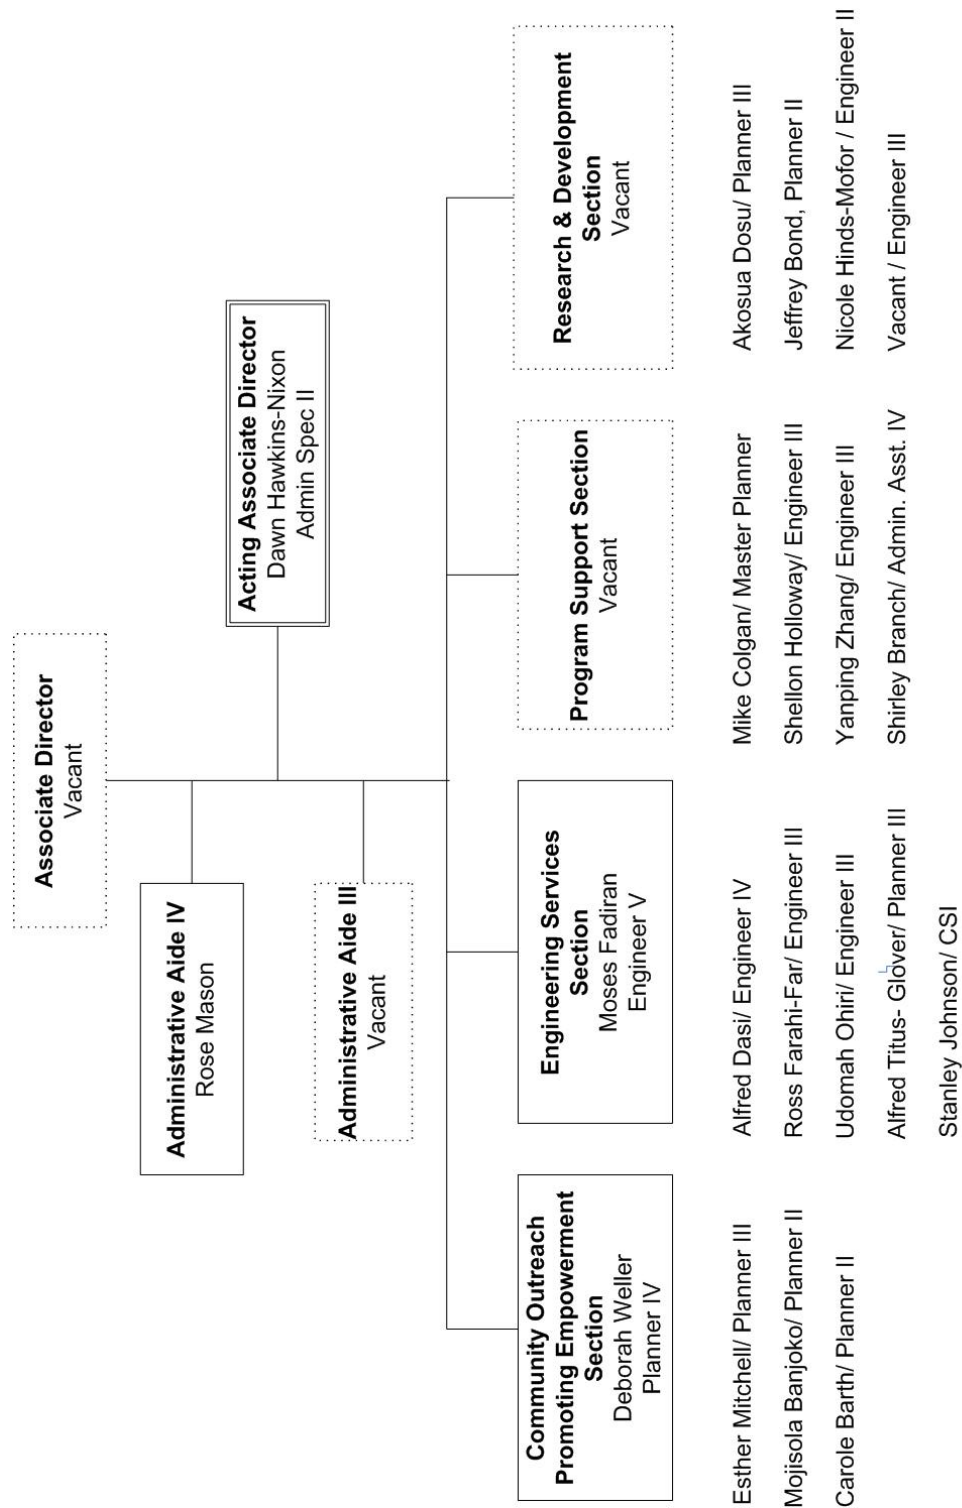 Associate Director
Vacant
Acting Associate Director
Dawn Hawkins-Nixon
Admin Spec II
Administrative Aide IV
Rose Mason
Administrative Aide III
Vacant
Community Outreach
Promoting Empowerment
Section
Deborah Weller
Planner IV
Esther Mitchell/ Planner III
Mojisola Banjoko/ Planner II
Carole Barth/ Planner II
Engineering Services
Section
Moses Fadiran
Engineer V
Alfred Dasi/ Engineer IV
Ross Farahi-Far/ Engineer III
Udomah Ohiri/ Engineer III
Alfred Titus- Glover/ Planner III
Stanley Johnson/ CSI
Program Support Section
Vacant
Mike Colgan/ Master Planner
Shellon Holloway/ Engineer III
Yanping Zhang/ Engineer III
Shirley Branch/ Admin. Asst. IV
Research & Development
Section
Vacant
Akosua Dosu/ Planner III
Jeffrey Bond, Planner II
Nicole Hinds-Mofor / Engineer II
Vacant / Engineer III